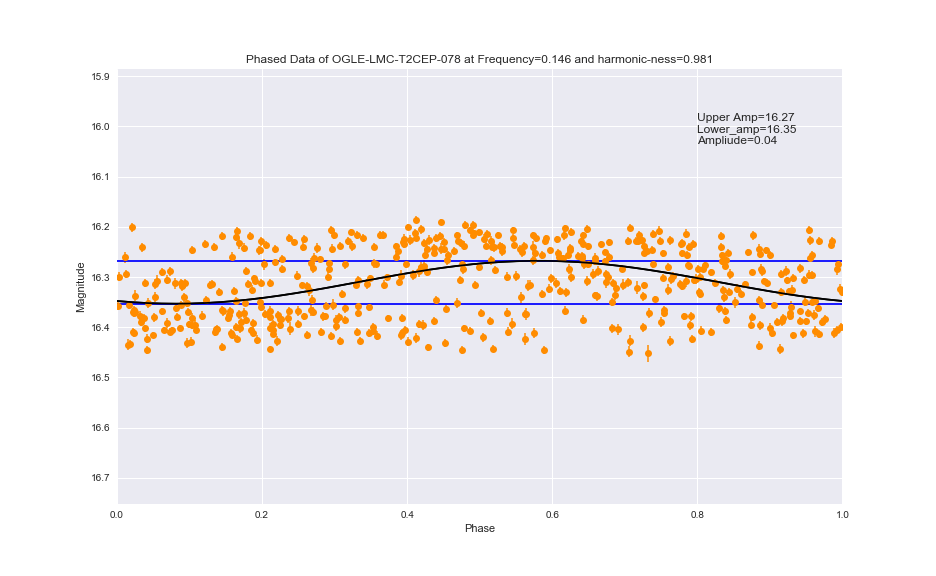 Phased Data of OGLE-LMC-T2CEP-078 at Frequency=0.146 and harmonic-ness=0.981
15.9
16.0
16.1
16.2
16.3
16.4
16.5
16.6
16.7
Magnitude
Upper Amp=16.27
Lower_amp=16.35
Ampliude=0.04
0.0 0.2 0.4 0.6 0.8 1.0
Phase